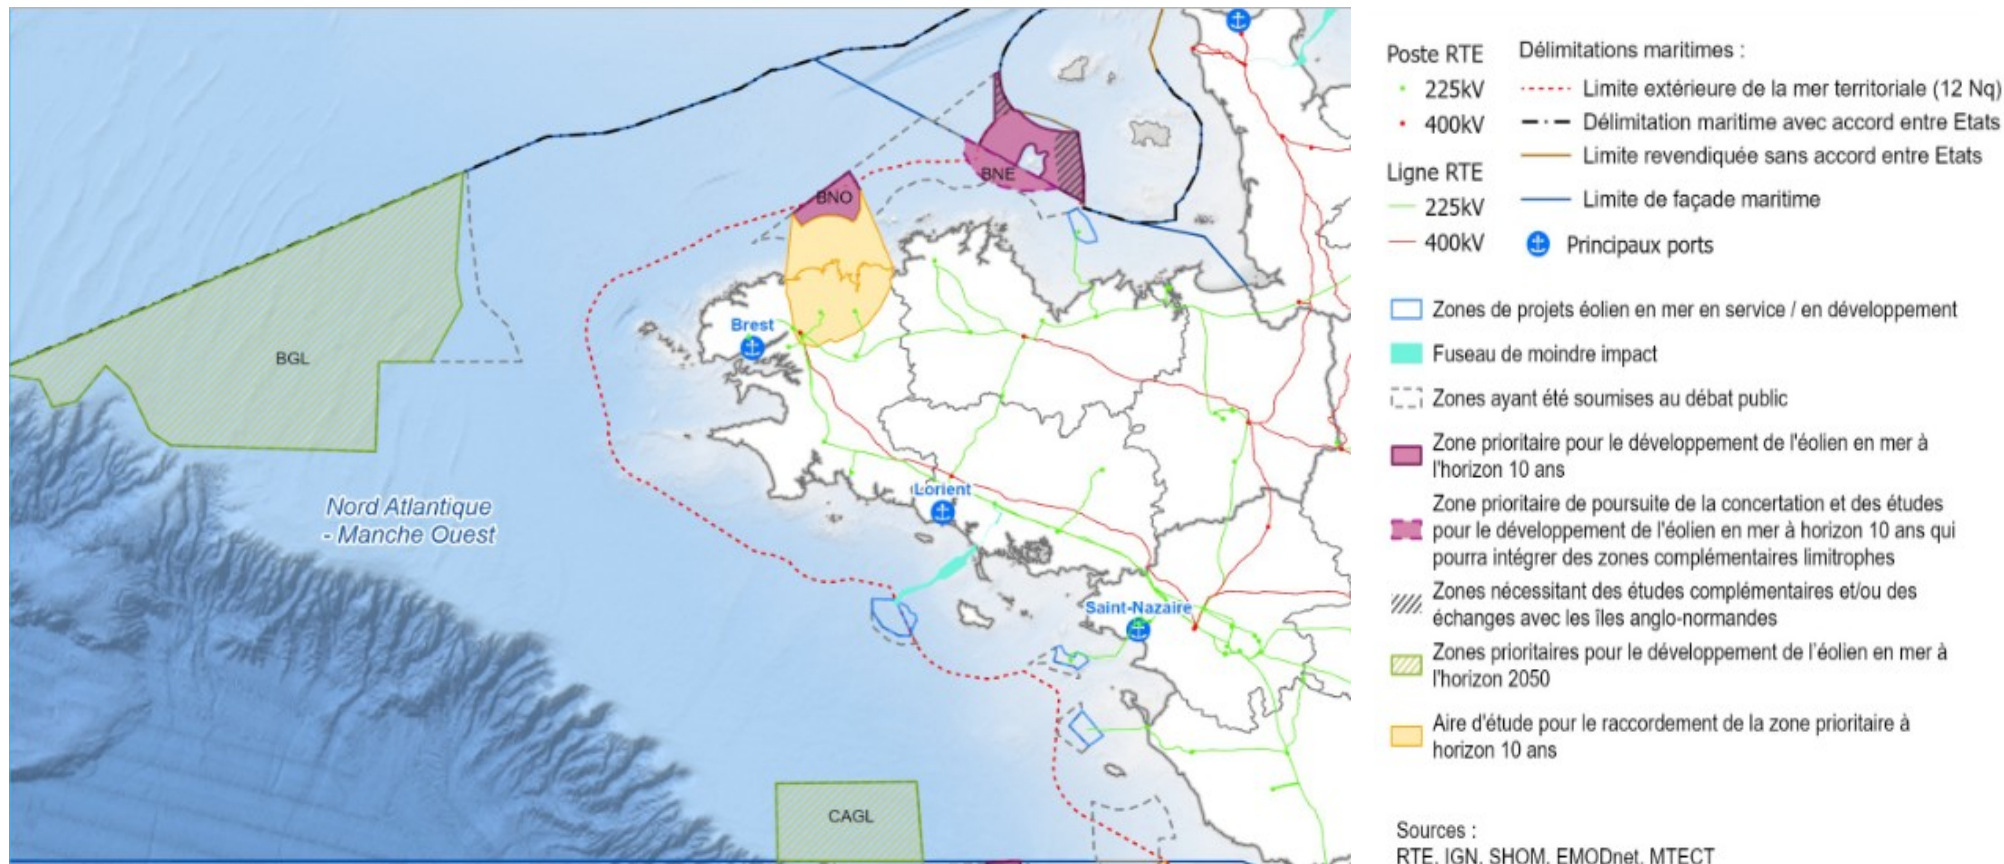 BNE
BNO
BGL
Brest
Nord Atlantique
- Manche Ouest
Lorient
Saint-Nazaire
CAGL
Poste RTE
225kV
400kV
Ligne RTE
225kV
400kV
Délimitations maritimes :
Limite extérieure de la mer territoriale (12 Nq)
Délimitation maritime avec accord entre Etats
Limite revendiquée sans accord entre Etats
Limite de façade maritime
Principaux ports
Zones de projets éolien en mer en service / en développement
Fuseau de moindre impact
Zones ayant été soumises au débat public
Zone prioritaire pour le développement de l'éolien en mer à
l'horizon 10 ans
Zone prioritaire de poursuite de la concertation et des études
pour le développement de l'éolien en mer à horizon 10 ans qui
pourra intégrer des zones complémentaires limitrophes
Zones nécessitant des études complémentaires et/ou des
échanges avec les îles anglo-normandes
Zones prioritaires pour le développement de l'éolien en mer à
l'horizon 2050
Aire d'étude pour le raccordement de la zone prioritaire à
horizon 10 ans
Sources :
RTE, IGN, SHOM, EMODnet, MTECT